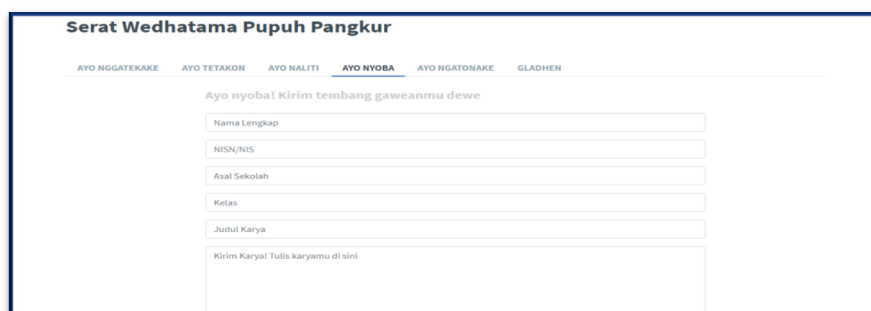 Serat Wedhatama Pupuh Pangkur
AYO NGGATEKAKE AYO TETAKON AYO NALITI AYO NYOBA AYO NGATONAKE GLADHEN
Ayo nyoba! Kirim tembang gaweanmu dewe
Nama Lengkap
NISN/NIS
Asal Sekolah
Kelas
Judul Karya
Kirim Karya! Tulis karyamu di sini